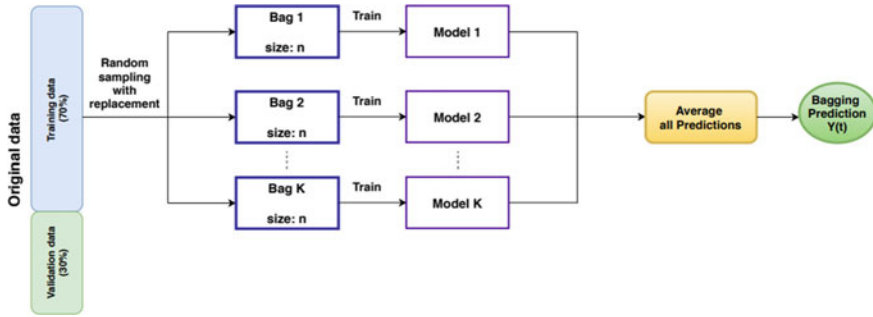 Original data
Training data
(70%)
Validation data
(30%)
Random
sampling
with
replacement
Bag 1
size: n
Train
Model 1
Bag 2
size: n
Train
Model 2
Bag K
size: n
Train
Model K
Average
all Predictions
Bagging
Prediction
Y(t)